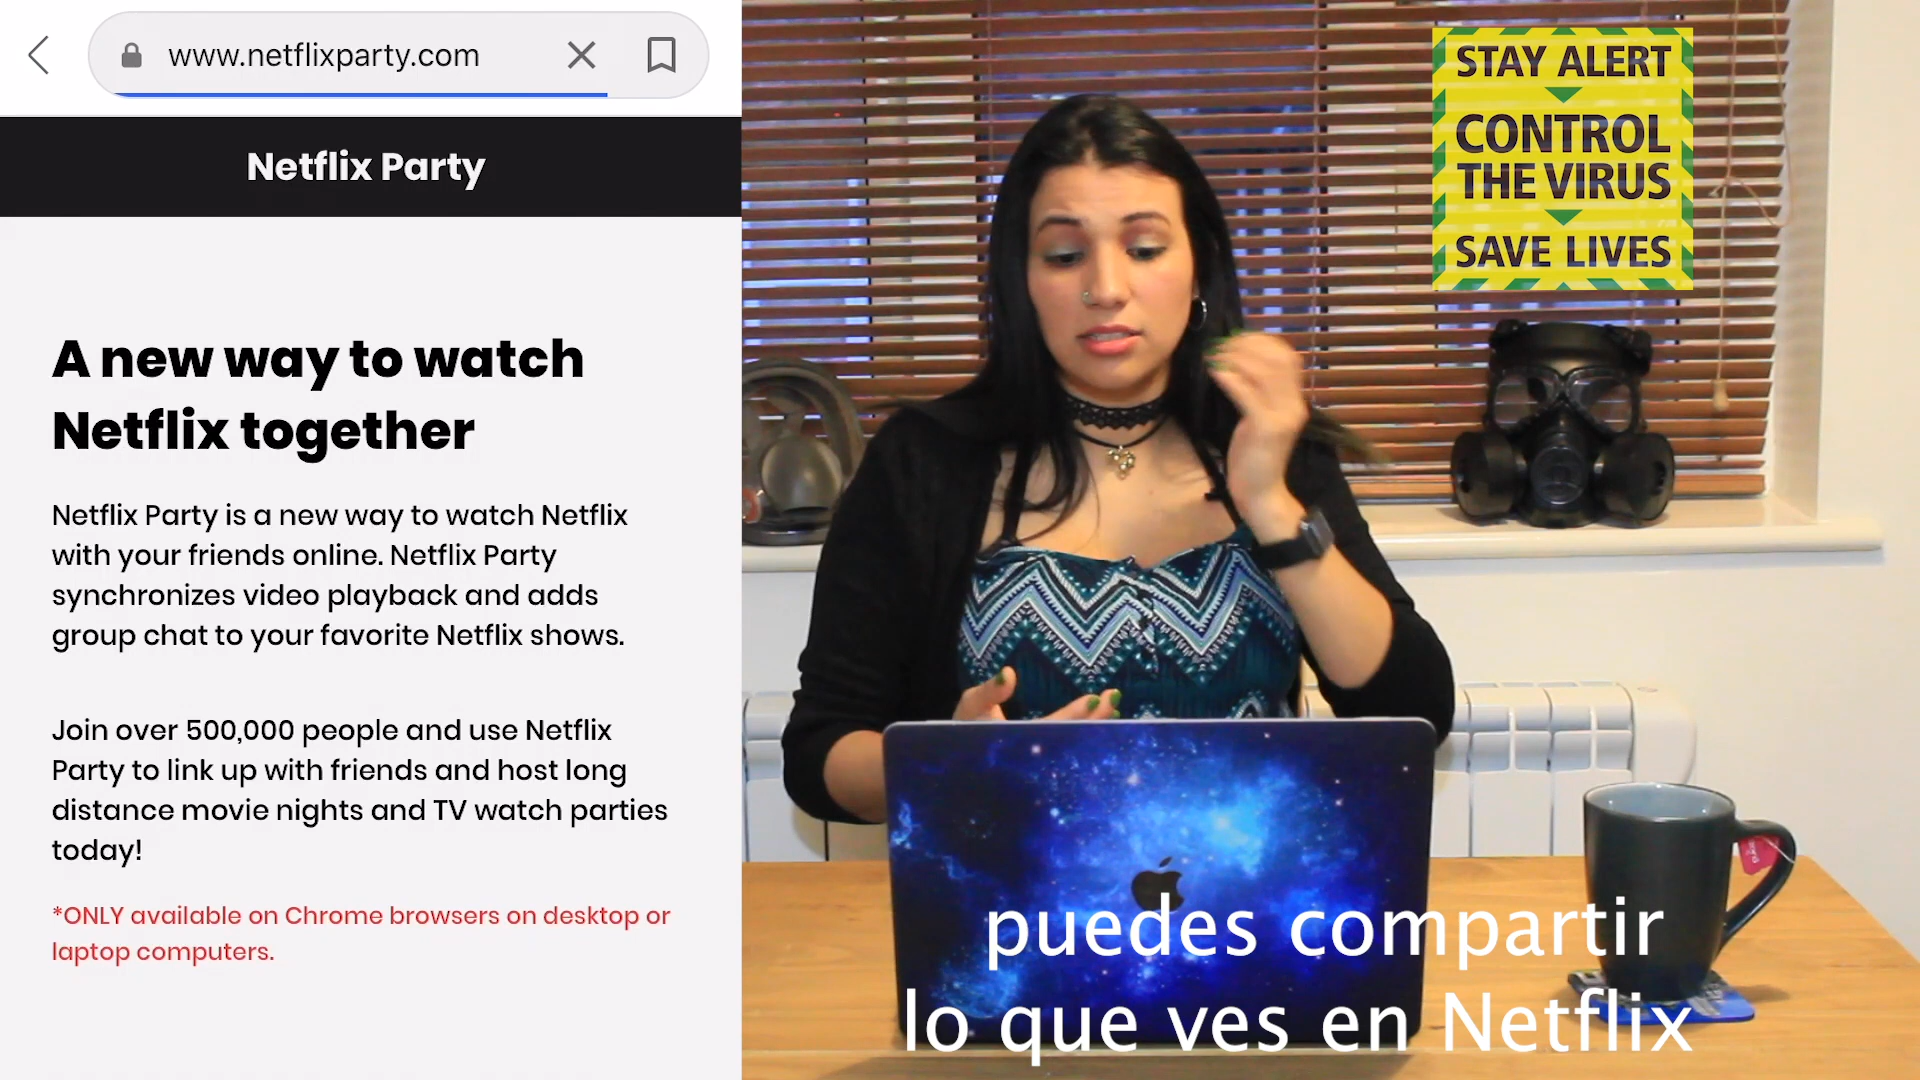 www.netflixparty.com
Netflix Party
A new way to watch
Netflix together
Netflix Party is a new way to watch Netflix
with your friends online. Netflix Party
synchronizes video playback and adds
group chat to your favorite Netflix shows.
Join over 500,000 people and use Netflix
Party to link up with friends and host long
distance movie nights and TV watch parties
today!
*ONLY available on Chrome browsers on desktop or
laptop computers.
STAY ALERT
CONTROL
THE VIRUS
SAVE LIVES
puedes compartir
lo que ves en Netflix